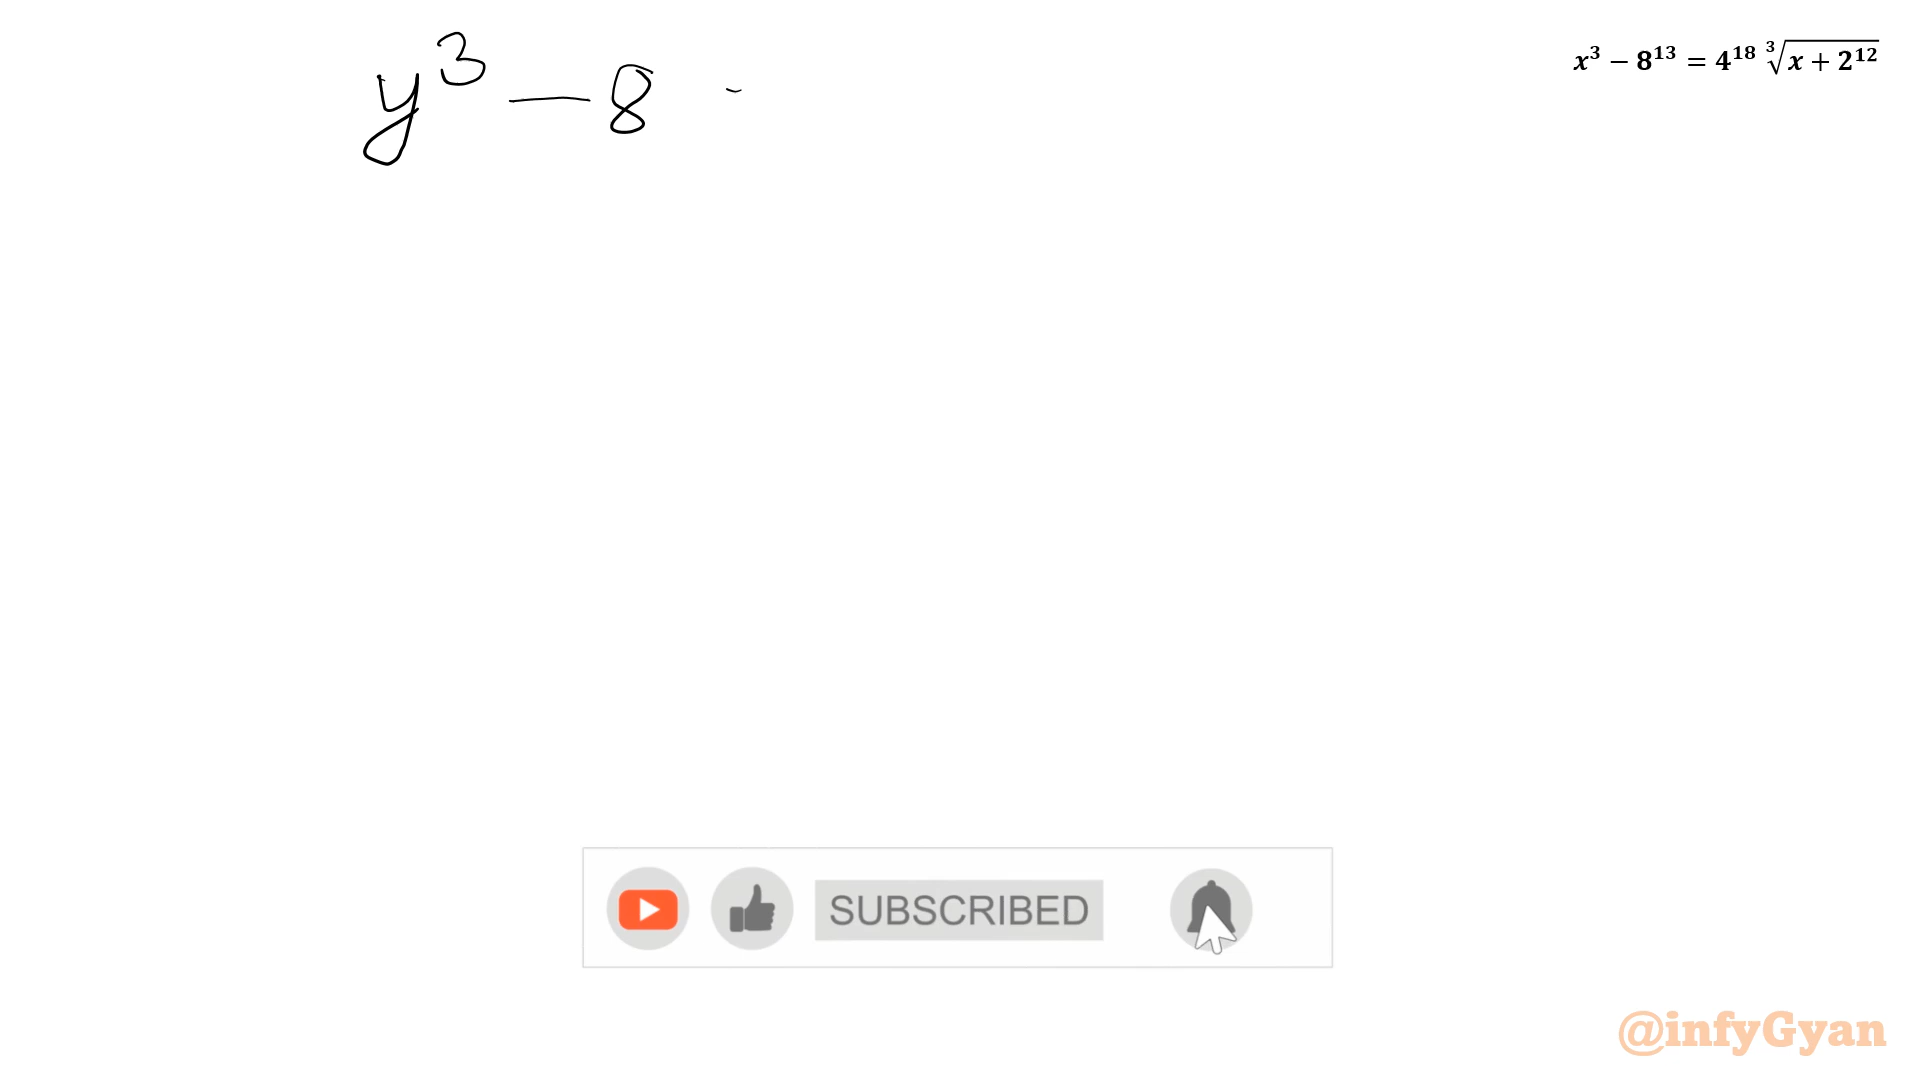 x³ − 8¹³ = 4¹⁸ ∛(x + 2¹²)
y³ — 8 -
SUBSCRIBED
@infyGyan